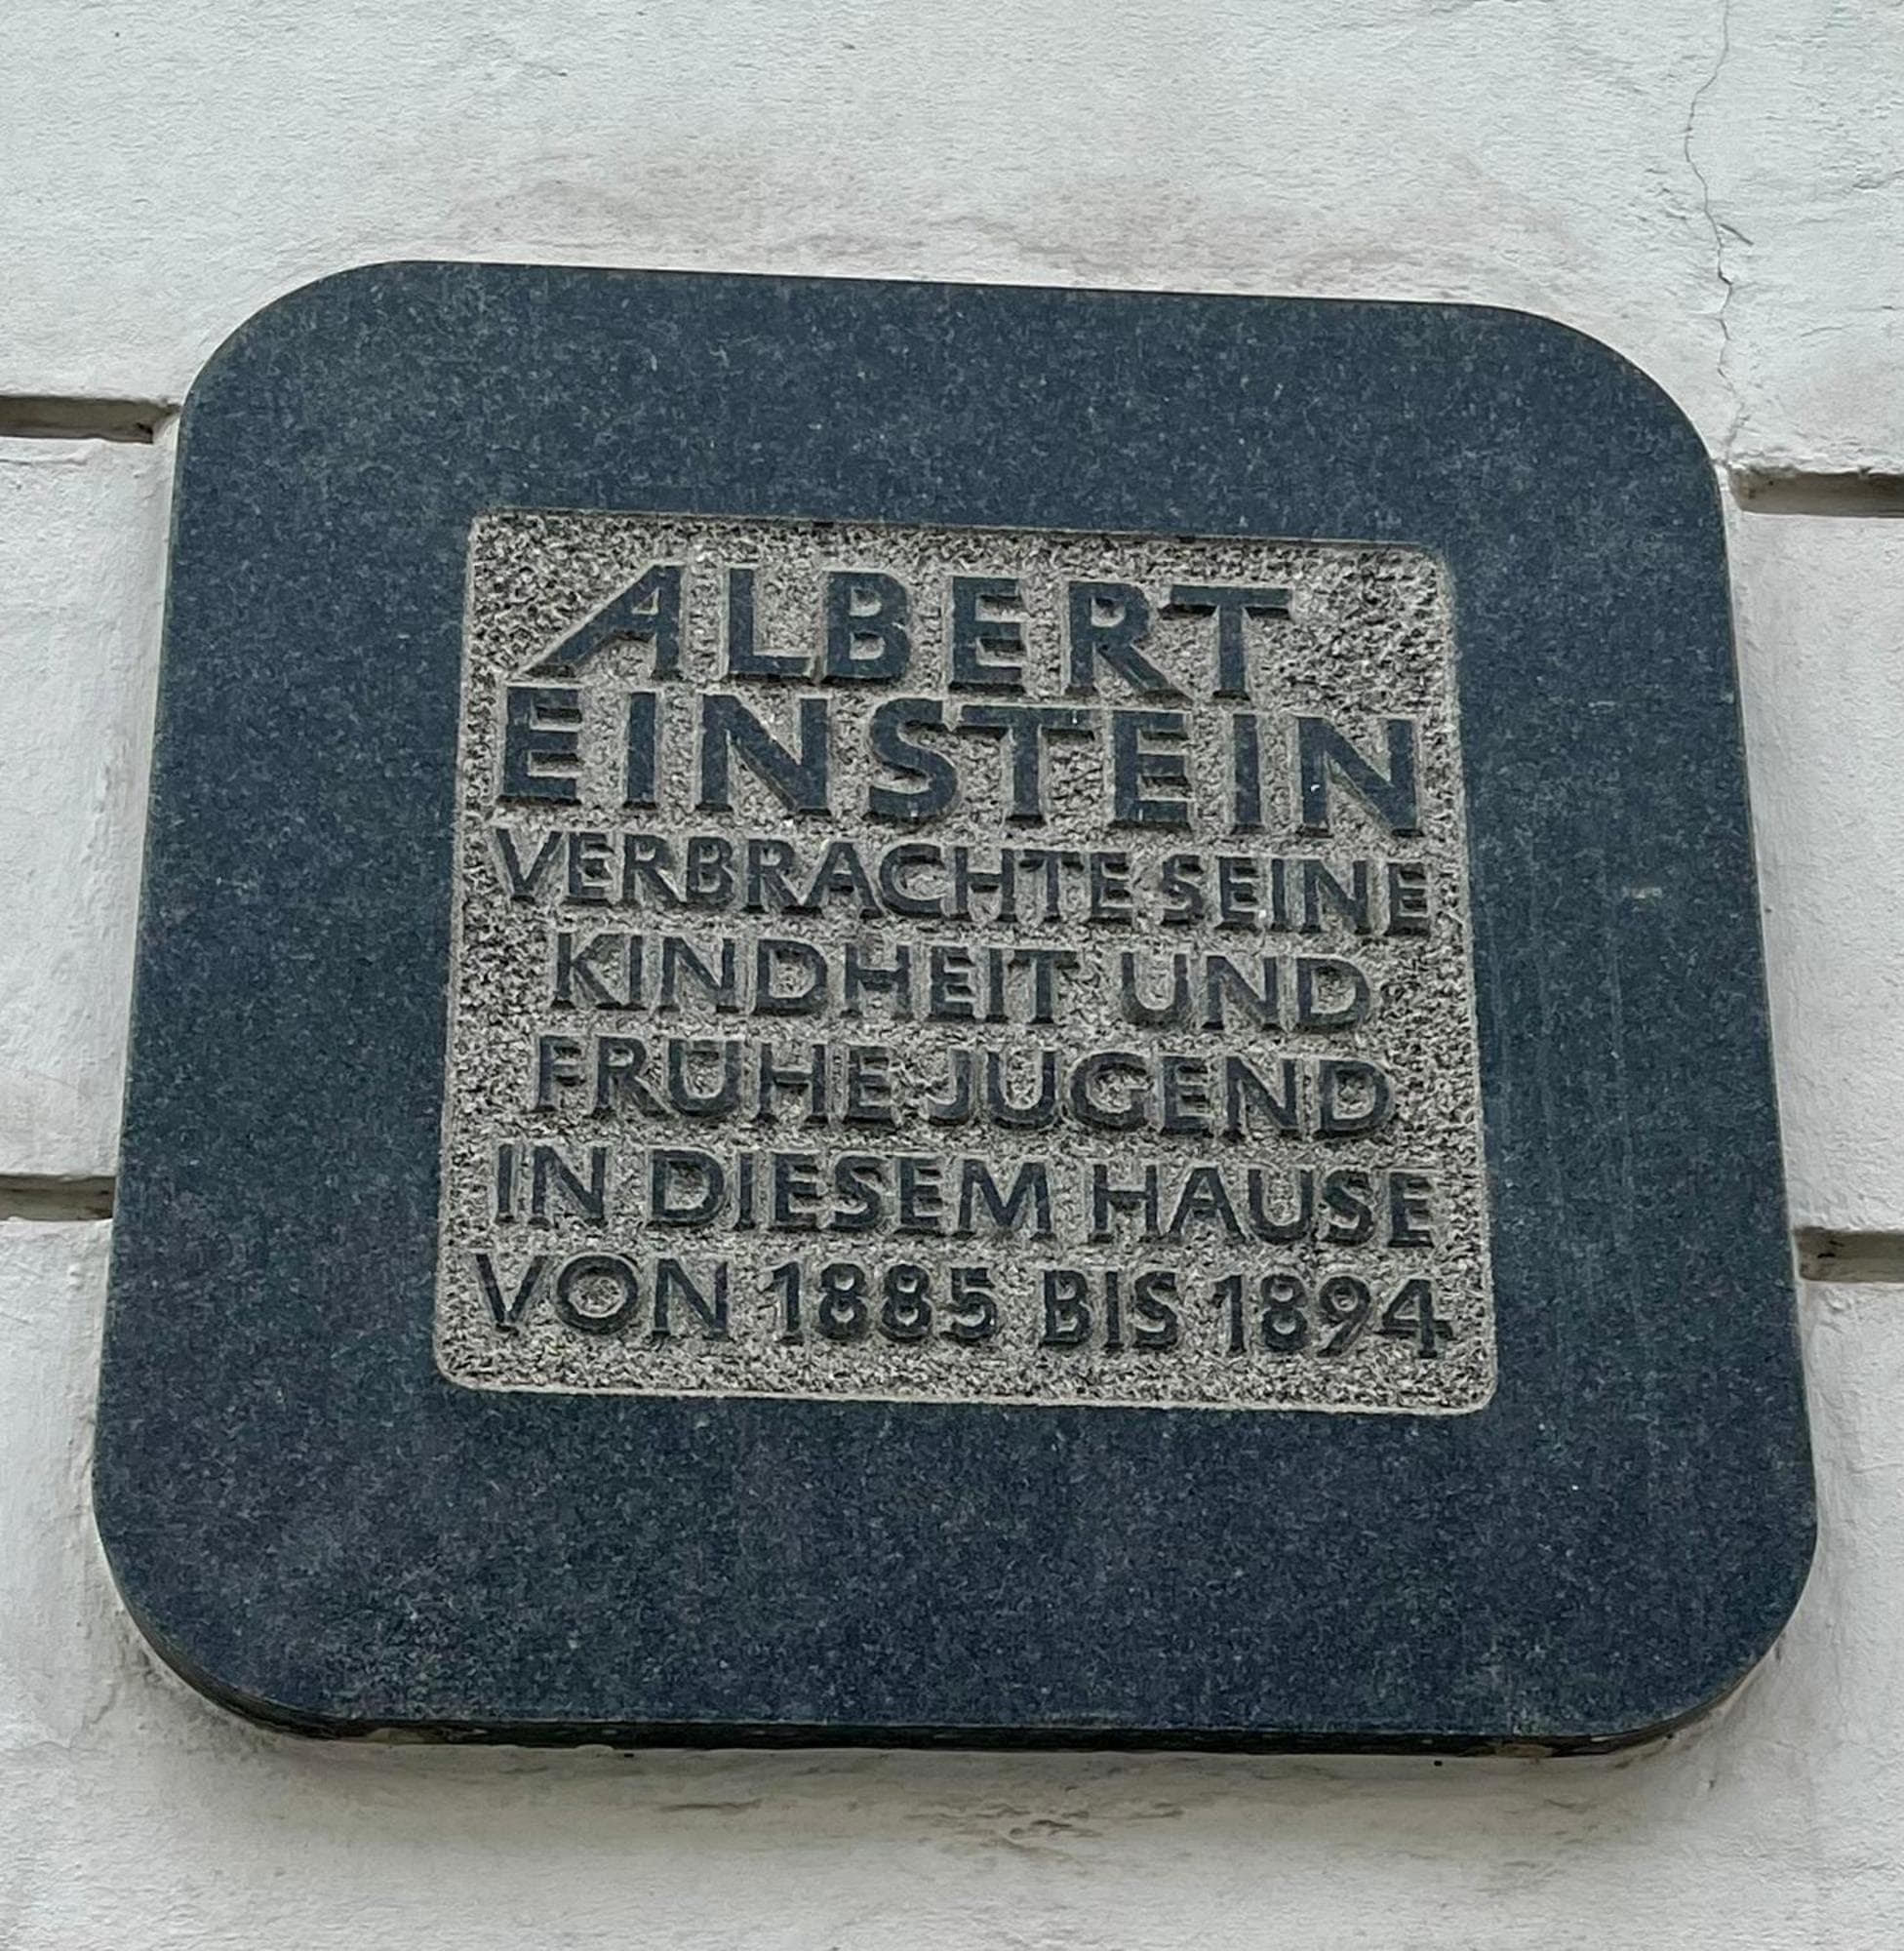 ALBERT
EINSTEIN
VERBRACHTE SEINE
KINDHEIT UND
FRÜHE JUGEND
IN DIESEM HAUSE
VON 1885 BIS 1894